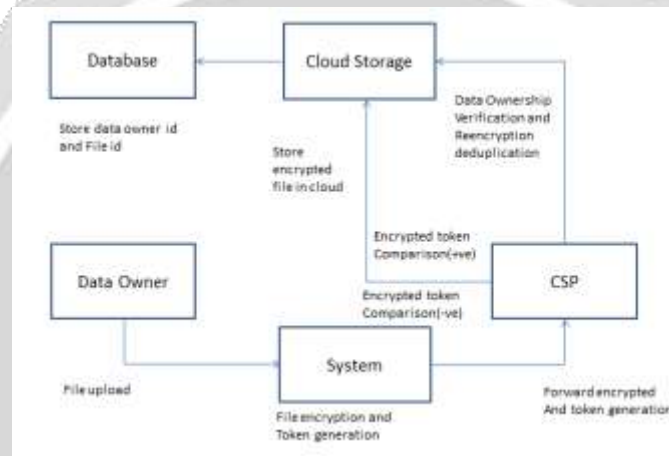 Database
Cloud Storage
Store data owner id
and File id
Data Ownership
Verification and
Reencryption
deduplication
Store
encrypted
file in cloud
Encrypted token
Comparison(+ve)
Data Owner
CSP
Encrypted token
Comparison(-ve)
System
File upload
File encryption and
Token generation
Forward encrypted
And token generation